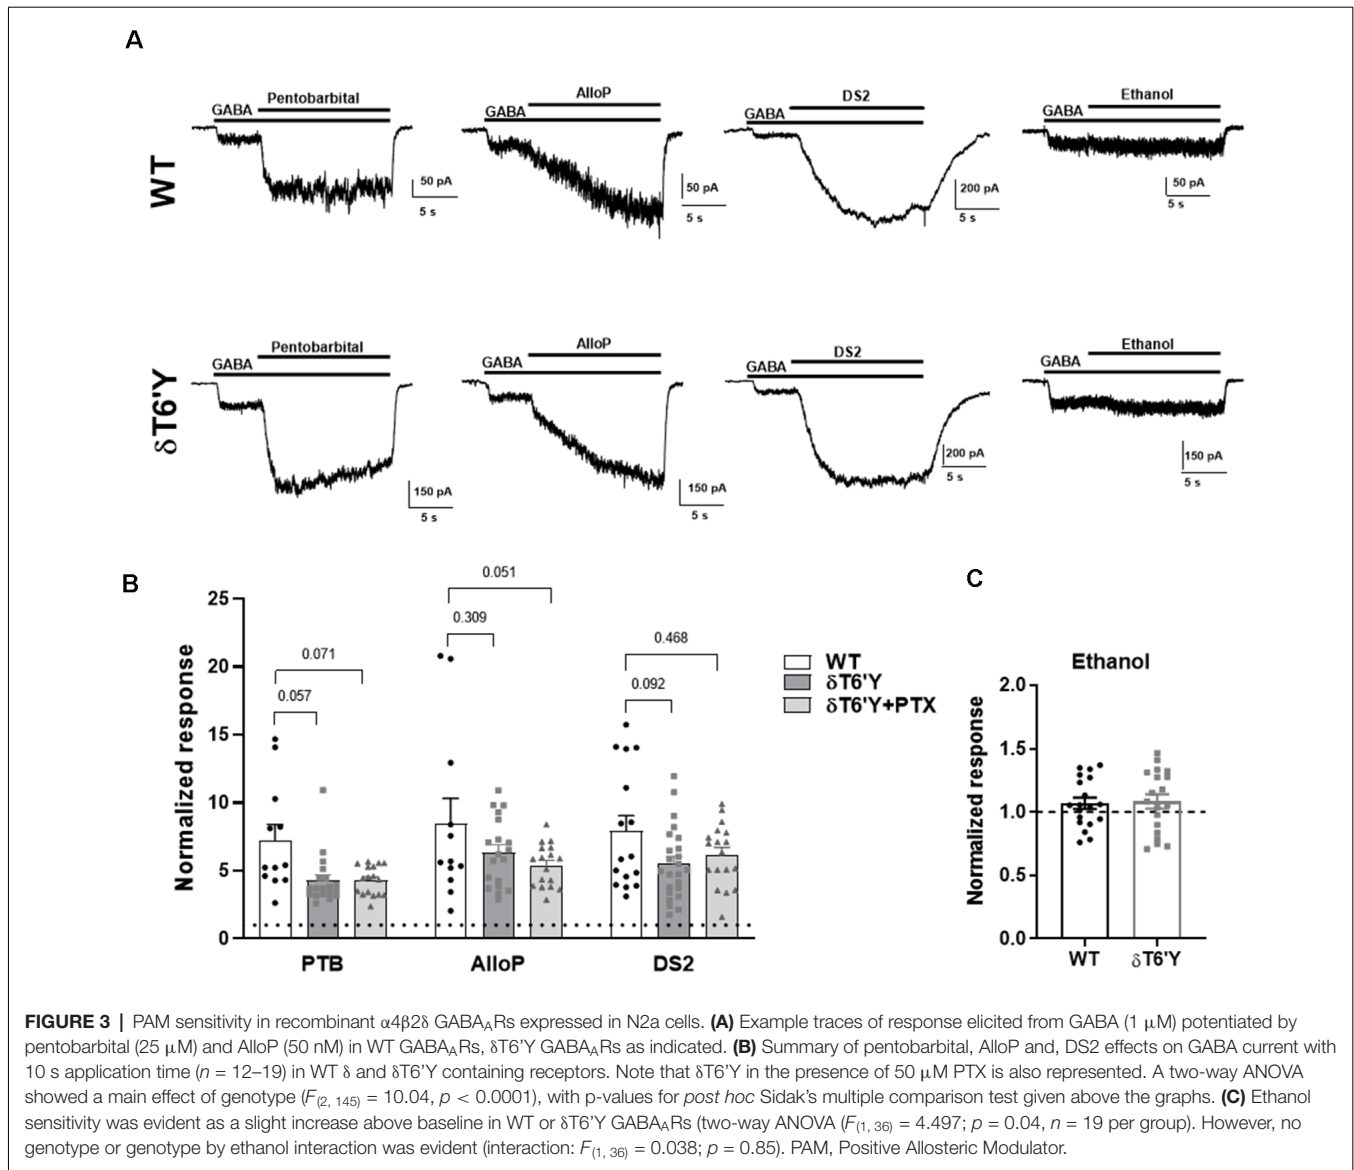 A
GABA Pentobarbital
GABA AlloP
GABA DS2
GABA Ethanol
WT
50 pA
5 s
50 pA
5 s
200 pA
5 s
50 pA
5 s
GABA Pentobarbital
GABA AlloP
GABA DS2
GABA Ethanol
δT6'Y
150 pA
5 s
150 pA
5 s
200 pA
5 s
150 pA
5 s
B
Normalized response
25
20
15
10
5
0
0.071
0.057
0.051
0.309
0.468
0.092
PTB
AlloP
DS2
WT
δT6'Y
δT6'Y+PTX
C
Ethanol
Normalized response
2.0
1.5
1.0
0.5
0.0
WT
δT6'Y
FIGURE 3 | PAM sensitivity in recombinant α4β2δ GABAARs expressed in N2a cells. (A) Example traces of response elicited from GABA (1 μM) potentiated by
pentobarbital (25 μM) and AlloP (50 nM) in WT GABAARs, δT6'Y GABAARs as indicated. (B) Summary of pentobarbital, AlloP and, DS2 effects on GABA current with
10 s application time (n = 12–19) in WT δ and δT6'Y containing receptors. Note that δT6'Y in the presence of 50 μM PTX is also represented. A two-way ANOVA
showed a main effect of genotype (F(2, 145) = 10.04, p < 0.0001), with p-values for post hoc Sidak's multiple comparison test given above the graphs. (C) Ethanol
sensitivity was evident as a slight increase above baseline in WT or δT6'Y GABAARs (two-way ANOVA (F(1, 36) = 4.497; p = 0.04, n = 19 per group). However, no
genotype or genotype by ethanol interaction was evident (interaction: F(1, 36) = 0.038; p = 0.85). PAM, Positive Allosteric Modulator.